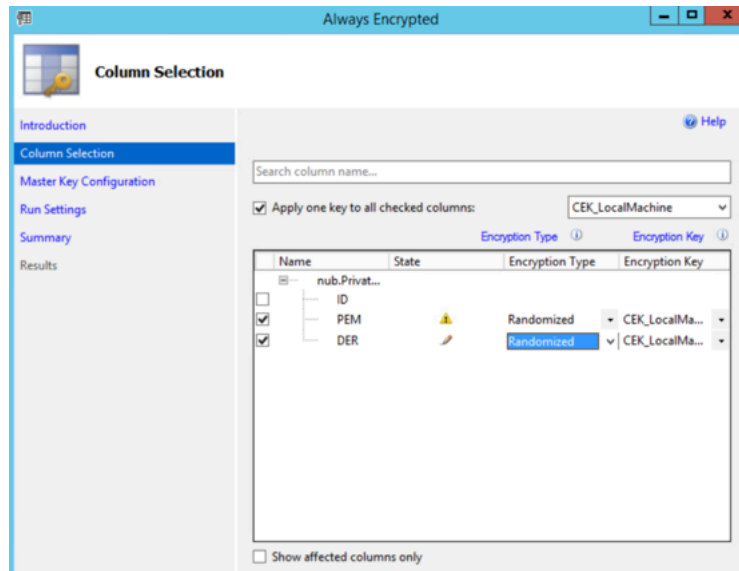 Always Encrypted
Column Selection
Introduction
Column Selection
Master Key Configuration
Run Settings
Summary
Results
Help
Search column name...
Apply one key to all checked columns: CEK_LocalMachine
Encryption Type Encryption Key
Name State Encryption Type Encryption Key
nub.Privat...
ID
PEM Randomized CEK_LocalMa...
DER Randomized CEK_LocalMa...
Show affected columns only